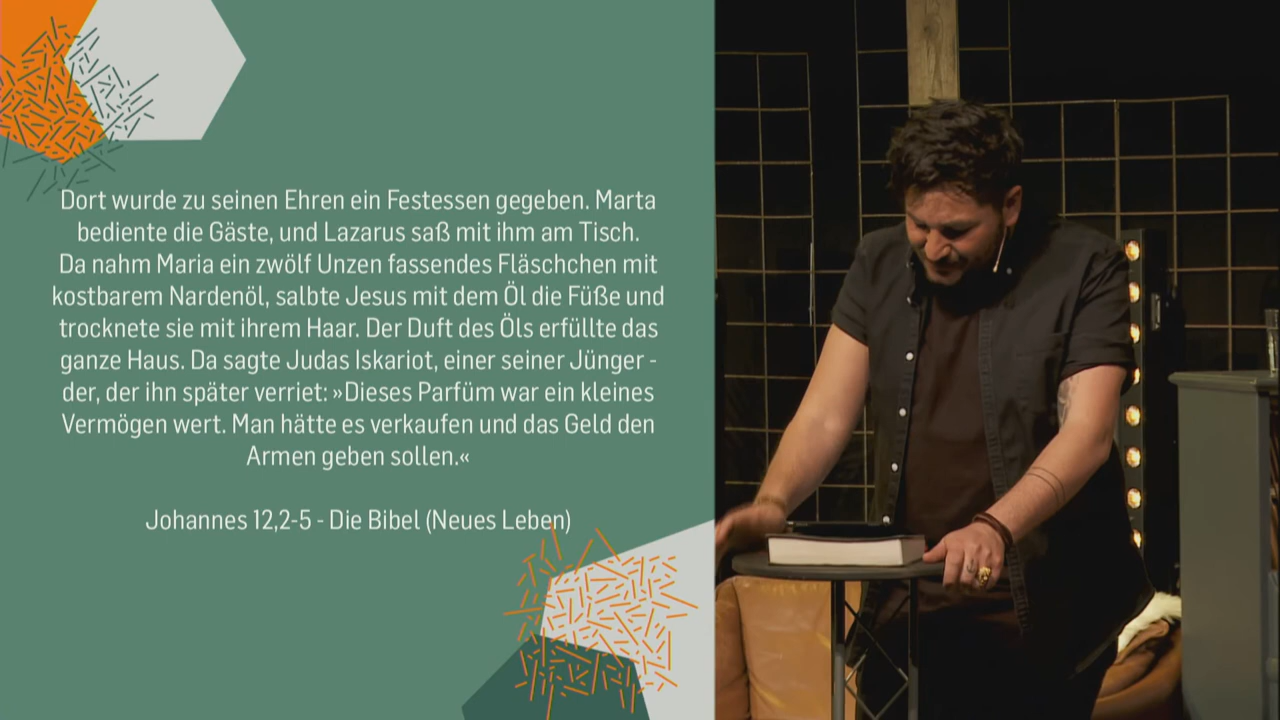 Dort wurde zu seinen Ehren ein Festessen gegeben. Marta
bediente die Gäste, und Lazarus saß mit ihm am Tisch.
Da nahm Maria ein zwölf Unzen fassendes Fläschchen mit
kostbarem Nardenöl, salbte Jesus mit dem Öl die Füße und
trocknete sie mit ihrem Haar. Der Duft des Öls erfüllte das
ganze Haus. Da sagte Judas Iskariot, einer seiner Jünger -
der, der ihn später verriet: »Dieses Parfüm war ein kleines
Vermögen wert. Man hätte es verkaufen und das Geld den
Armen geben sollen.«
Johannes 12,2-5 - Die Bibel (Neues Leben)